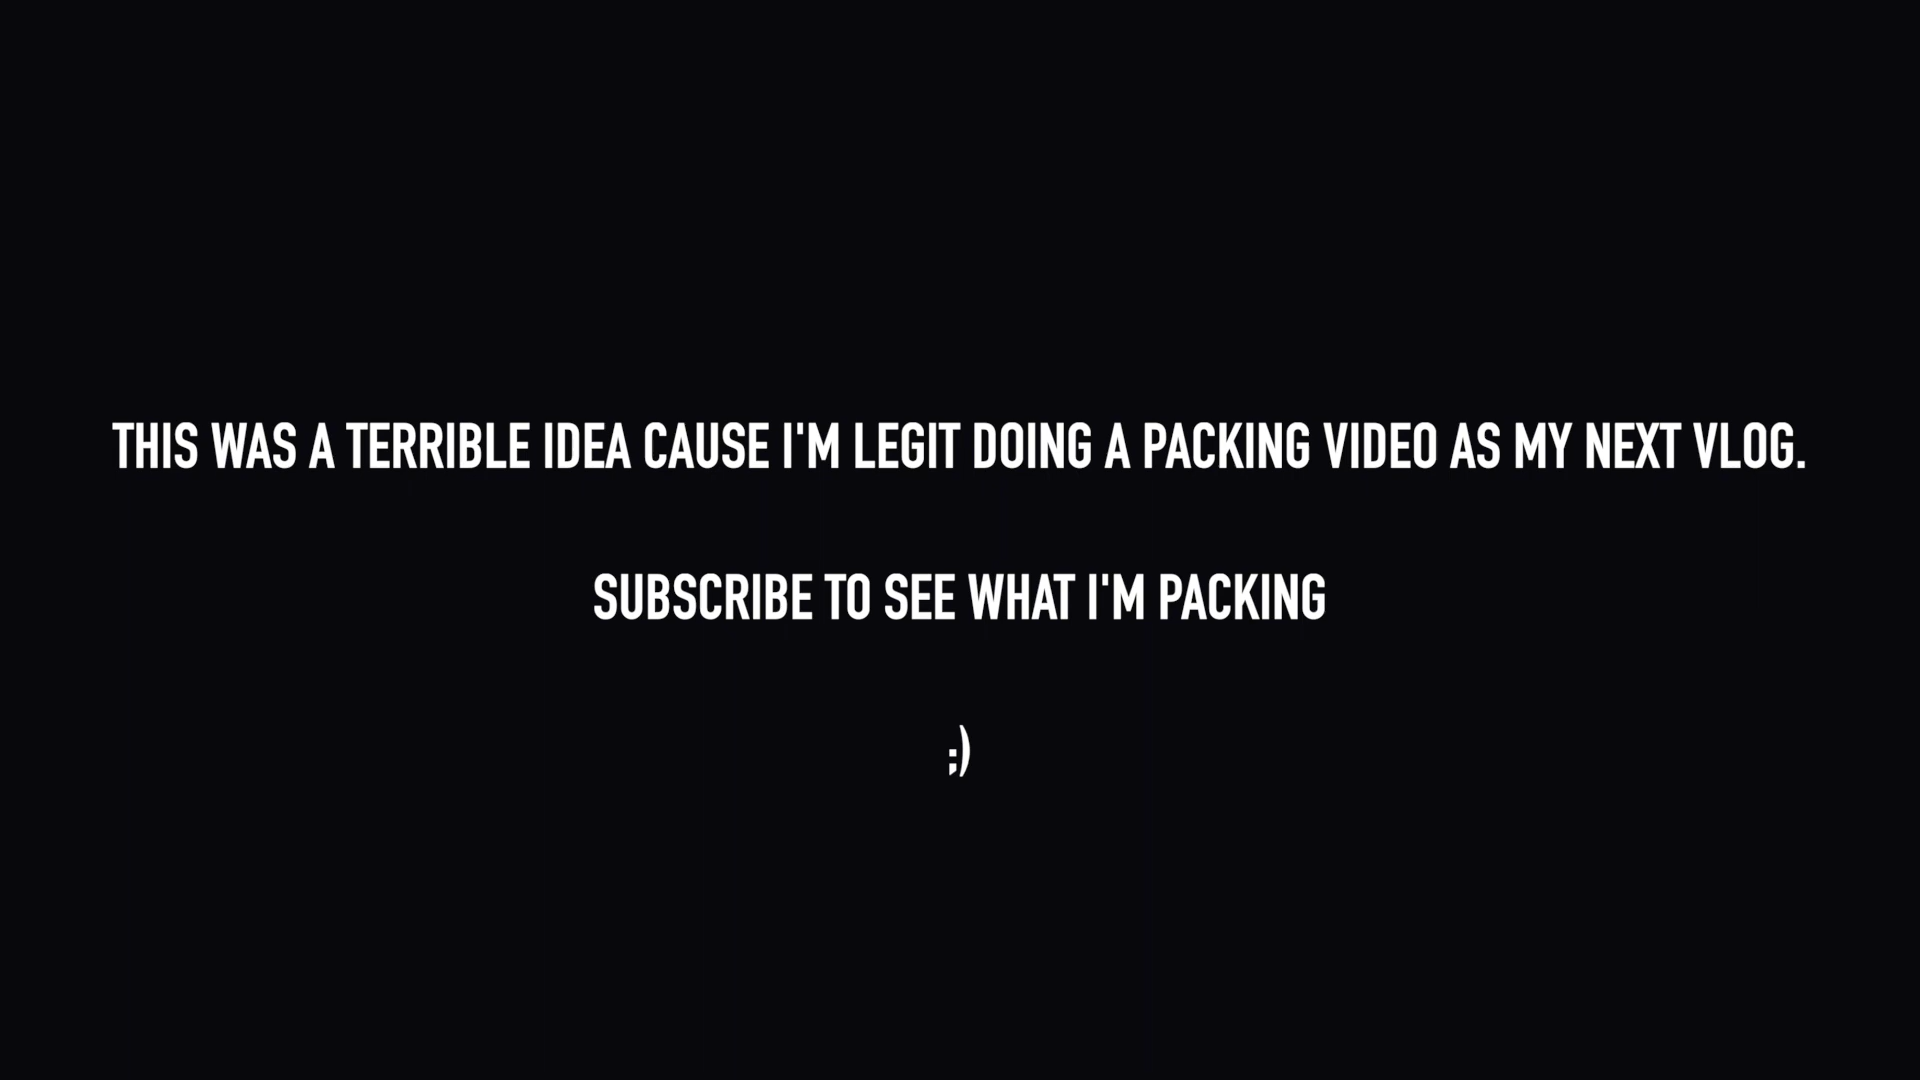 THIS WAS A TERRIBLE IDEA CAUSE I'M LEGIT DOING A PACKING VIDEO AS MY NEXT VLOG.
SUBSCRIBE TO SEE WHAT I'M PACKING
;)